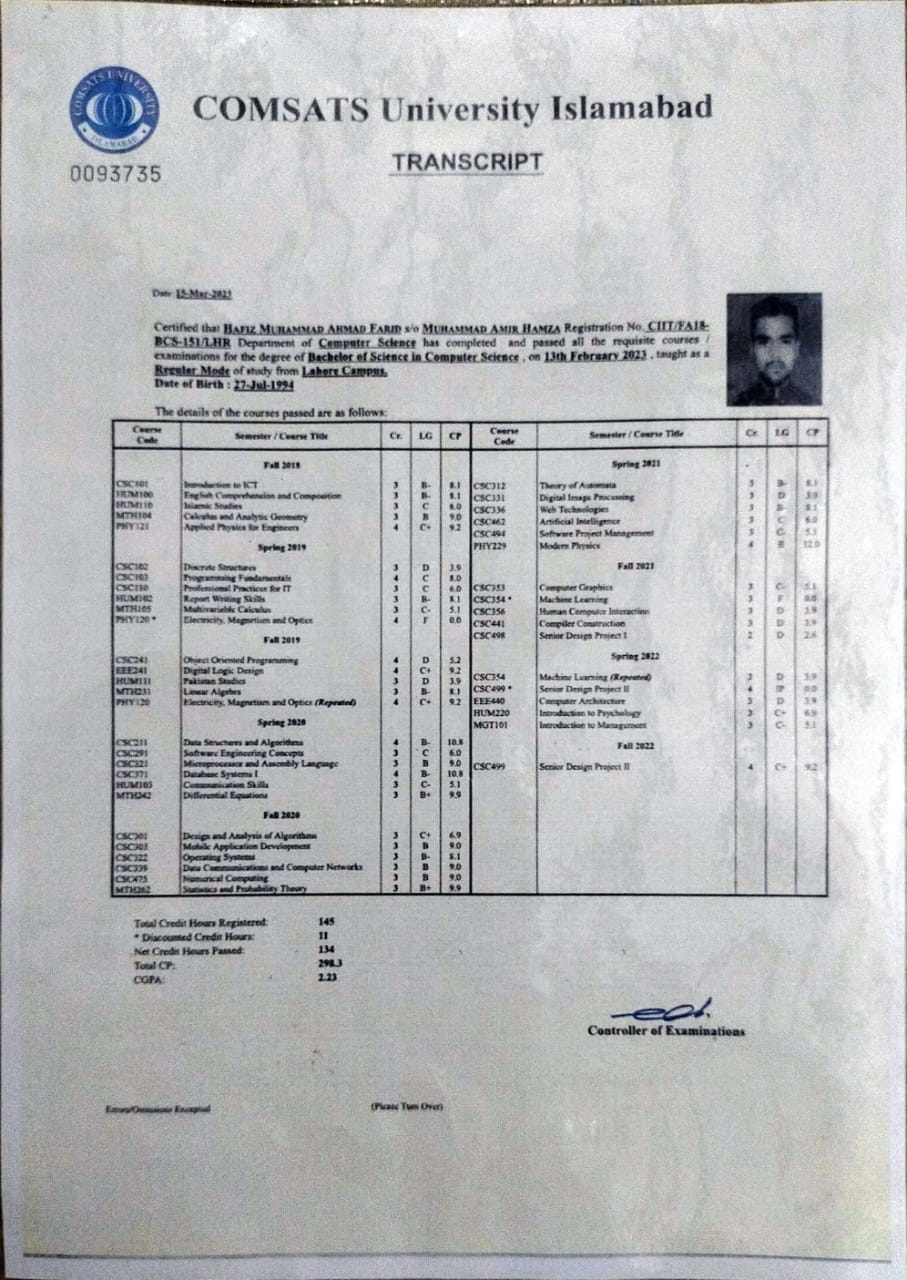 COMSATS UNIVERSITY
ISLAMABAD
COMSATS University Islamabad
TRANSCRIPT
0093735
Date: 15-Mar-2023
Certified that HAFIZ MUHAMMAD AHMAD FARID s/o MUHAMMAD AMIR HAMZA Registration No. CIIT/FA18-
BCS-151/LHR Department of Computer Science has completed and passed all the requisite courses /
examinations for the degree of Bachelor of Science in Computer Science , on 13th February 2023 , taught as a
Regular Mode of study from Lahore Campus.
Date of Birth : 27-Jul-1994
The details of the courses passed are as follows:
Course Code Semester / Course Title Cr. LG CP
Fall 2018
CSC101 Introduction to ICT 3 B- 8.1
HUM100 English Comprehension and Composition 3 B- 8.1
HUM110 Islamic Studies 3 C 6.0
MTH104 Calculus and Analytic Geometry 3 B 9.0
PHY121 Applied Physics for Engineers 4 C+ 9.2
Spring 2019
CSC102 Discrete Structures 3 D 3.9
CSC103 Programming Fundamentals 4 C 8.0
CSC110 Professional Practices for IT 3 C 6.0
HUM102 Report Writing Skills 3 B- 8.1
MTH105 Multivariable Calculus 3 C- 5.1
PHY120 * Electricity, Magnetism and Optics 4 F 0.0
Fall 2019
CSC241 Object Oriented Programming 4 D 5.2
EEE241 Digital Logic Design 4 C+ 9.2
HUM111 Pakistan Studies 3 D 3.9
MTH231 Linear Algebra 3 B- 8.1
PHY120 Electricity, Magnetism and Optics (Repeated) 4 C+ 9.2
Spring 2020
CSC211 Data Structures and Algorithms 4 B- 10.8
CSC291 Software Engineering Concepts 3 C 6.0
CSC321 Microprocessor and Assembly Language 3 B 9.0
CSC371 Database Systems I 4 B- 10.8
HUM103 Communication Skills 3 C- 5.1
MTH242 Differential Equations 3 B+ 9.9
Fall 2020
CSC301 Design and Analysis of Algorithms 3 C+ 6.9
CSC303 Mobile Application Development 3 B 9.0
CSC322 Operating Systems 3 B- 8.1
CSC339 Data Communications and Computer Networks 3 B 9.0
CSC475 Numerical Computing 3 B 9.0
MTH262 Statistics and Probability Theory 3 B+ 9.9
Course Code Semester / Course Title Cr. LG CP
Spring 2021
CSC312 Theory of Automata 3 B- 8.1
CSC331 Digital Image Processing 3 D 3.9
CSC336 Web Technologies 3 B- 8.1
CSC462 Artificial Intelligence 3 C 6.0
CSC494 Software Project Management 3 C- 5.1
PHY229 Modern Physics 4 B 12.0
Fall 2021
CSC353 Computer Graphics 3 C- 5.1
CSC354 * Machine Learning 3 F 0.0
CSC356 Human Computer Interaction 3 D 3.9
CSC441 Compiler Construction 3 D 3.9
CSC498 Senior Design Project I 2 D 2.6
Spring 2022
CSC354 Machine Learning (Repeated) 3 D 3.9
CSC499 * Senior Design Project II 4 IP 0.0
EEE440 Computer Architecture 3 D 3.9
HUM220 Introduction to Psychology 3 C+ 6.9
MGT101 Introduction to Management 3 C- 5.1
Fall 2022
CSC499 Senior Design Project II 4 C+ 9.2
Total Credit Hours Registered: 145
* Discounted Credit Hours: 11
Net Credit Hours Passed: 134
Total CP: 298.3
CGPA: 2.23
Controller of Examinations
Errors/Omissions Excepted
(Please Turn Over)